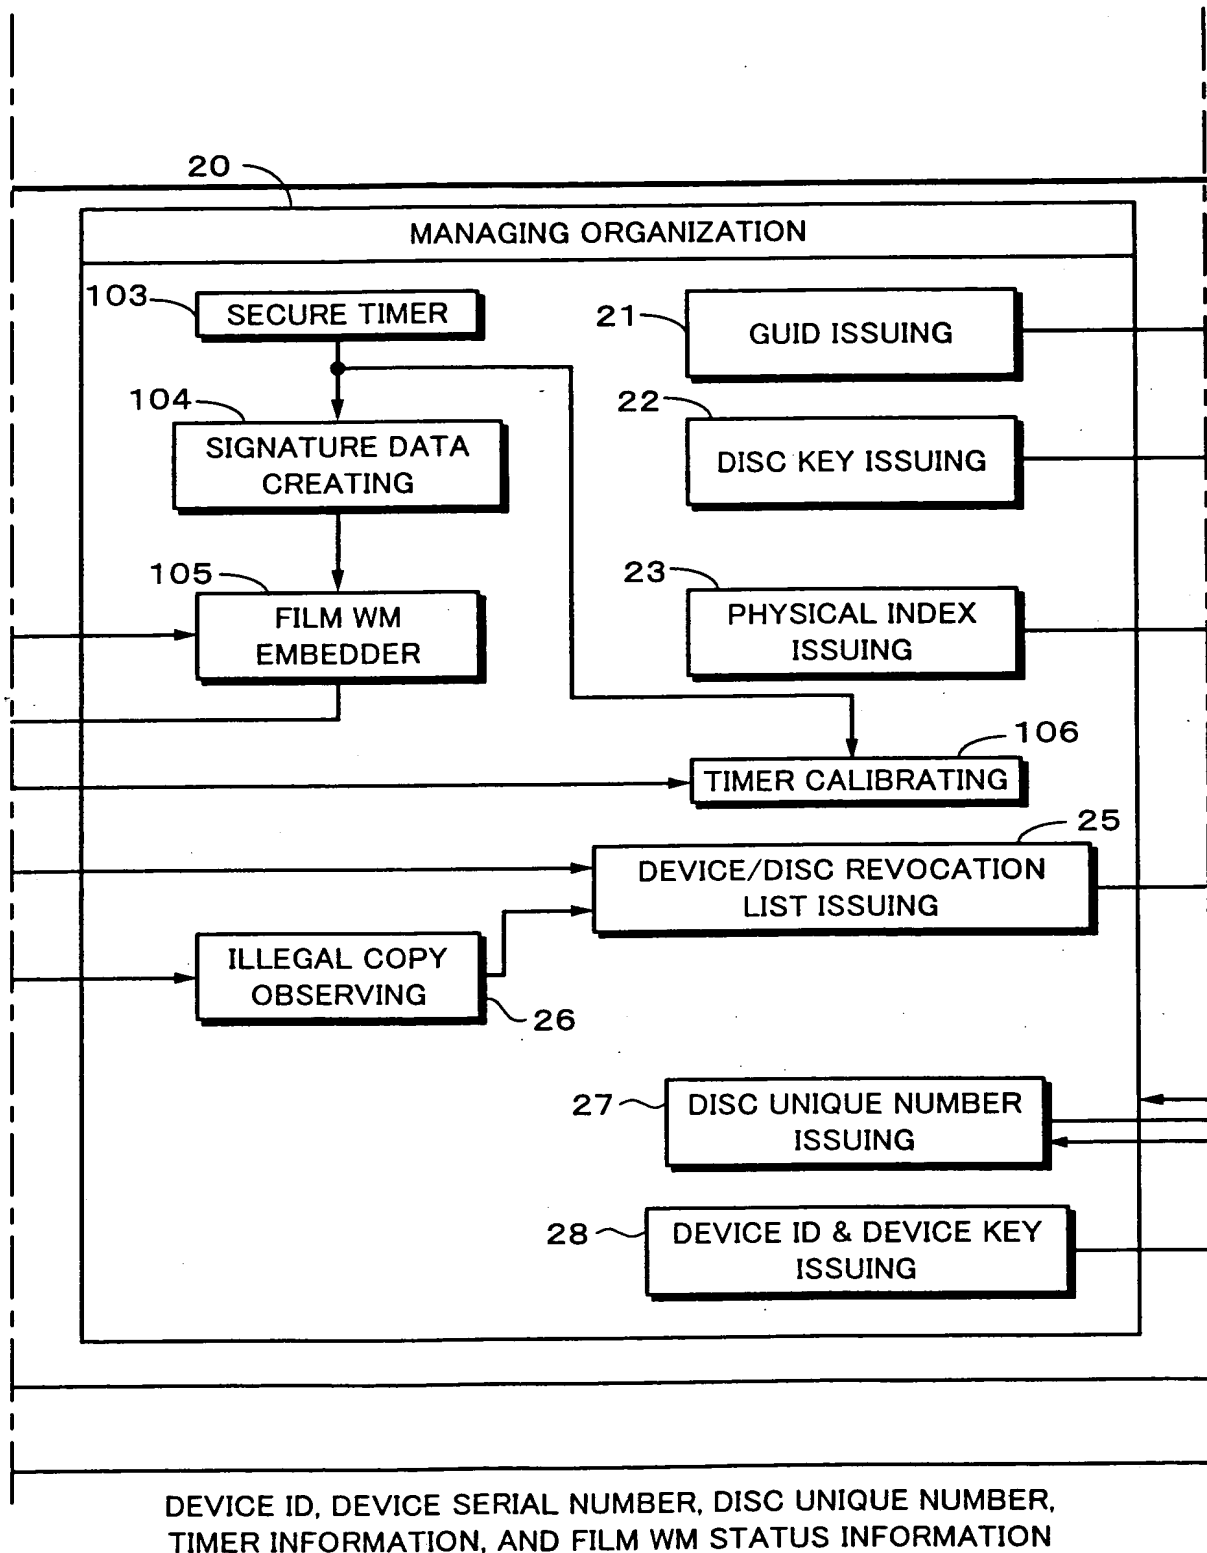 20
MANAGING ORGANIZATION
103
SECURE TIMER
21
GUID ISSUING
104
SIGNATURE DATA
CREATING
22
DISC KEY ISSUING
105
FILM WM
EMBEDDER
23
PHYSICAL INDEX
ISSUING
106
TIMER CALIBRATING
25
DEVICE/DISC REVOCATION
LIST ISSUING
ILLEGAL COPY
OBSERVING
26
27
DISC UNIQUE NUMBER
ISSUING
28
DEVICE ID & DEVICE KEY
ISSUING
DEVICE ID, DEVICE SERIAL NUMBER, DISC UNIQUE NUMBER,
TIMER INFORMATION, AND FILM WM STATUS INFORMATION